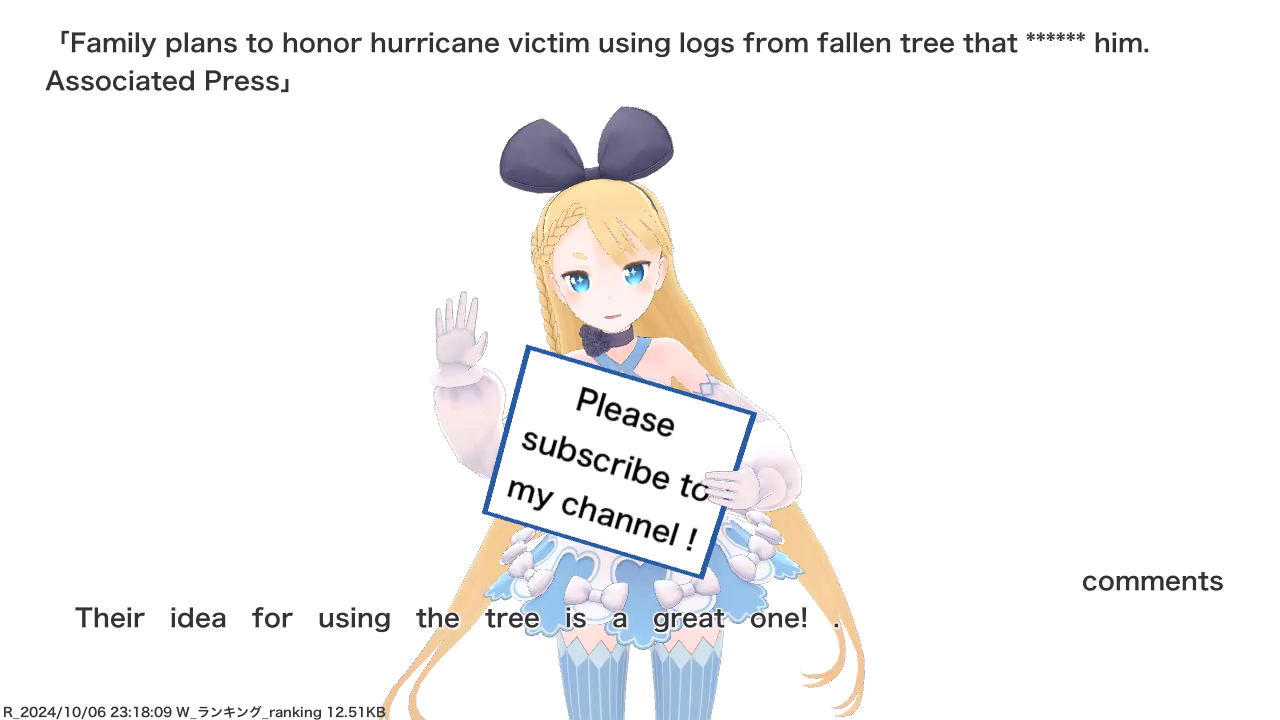 「Family plans to honor hurricane victim using logs from fallen tree that ****** him.
Associated Press」
Please
subscribe to
my channel !
comments
Their idea for using the tree is a great one! .
R_2024/10/06 23:18:09 W_ランキング_ranking 12.51KB